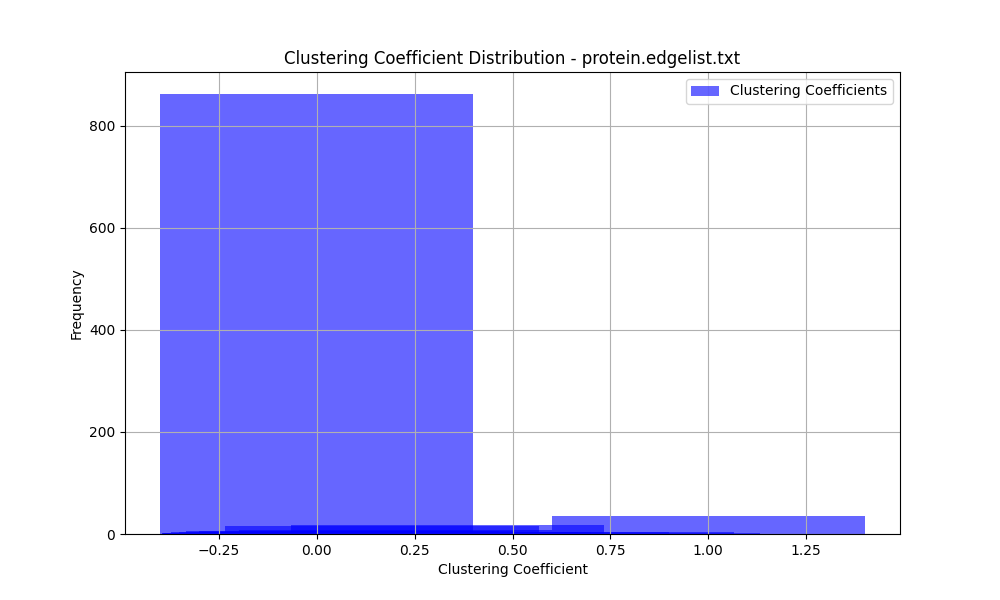 Clustering Coefficient Distribution - protein.edgelist.txt
Clustering Coefficients
800
600
400
200
0
Frequency
−0.25 0.00 0.25 0.50 0.75 1.00 1.25
Clustering Coefficient